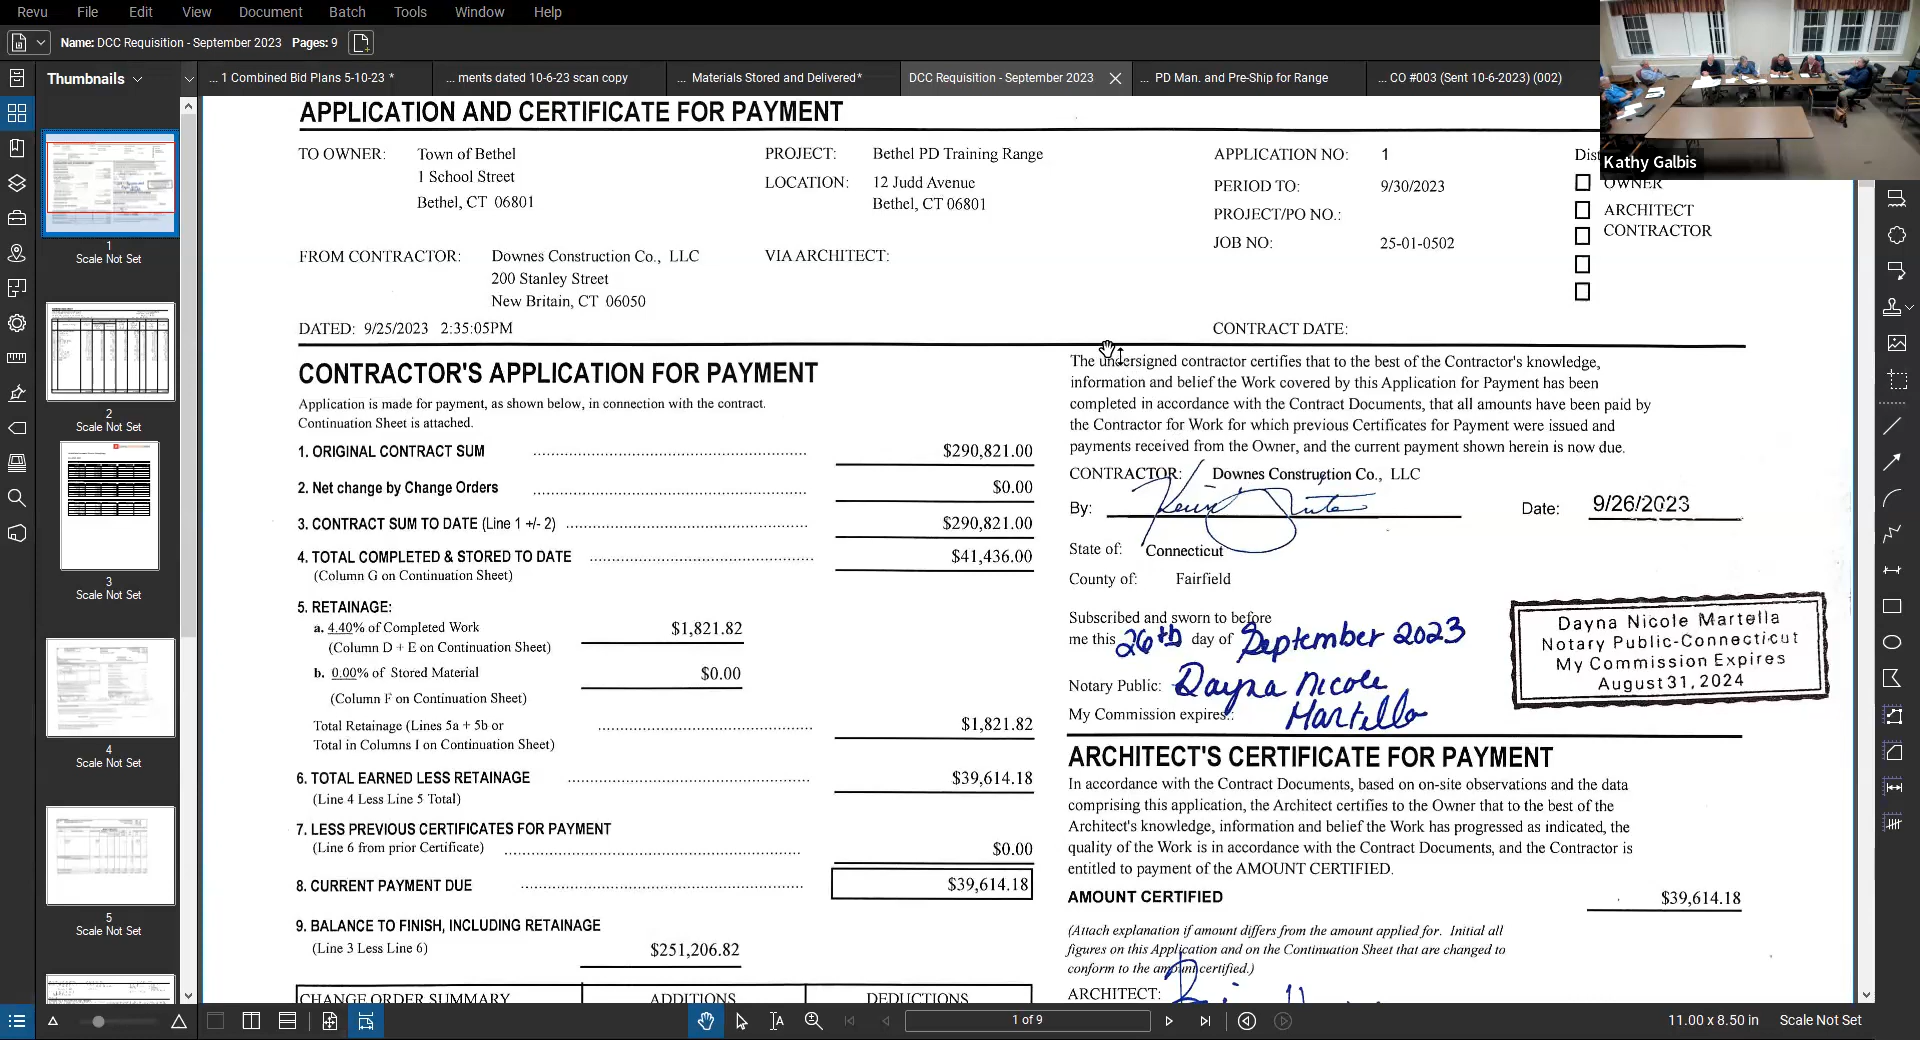 Revu File Edit View Document Batch Tools Window Help
Name: DCC Requisition - September 2023 Pages: 9
Thumbnails
... 1 Combined Bid Plans 5-10-23 *
... ments dated 10-6-23 scan copy
... Materials Stored and Delivered*
DCC Requisition - September 2023
... PD Man. and Pre-Ship for Range
... CO #003 (Sent 10-6-2023) (002)
Kathy Galbis
1
Scale Not Set
2
Scale Not Set
3
Scale Not Set
4
Scale Not Set
5
Scale Not Set
APPLICATION AND CERTIFICATE FOR PAYMENT
TO OWNER: Town of Bethel
1 School Street
Bethel, CT 06801
PROJECT: Bethel PD Training Range
LOCATION: 12 Judd Avenue
Bethel, CT 06801
APPLICATION NO: 1
PERIOD TO: 9/30/2023
PROJECT/PO NO.:
JOB NO: 25-01-0502
OWNER
ARCHITECT
CONTRACTOR
FROM CONTRACTOR: Downes Construction Co., LLC
200 Stanley Street
New Britain, CT 06050
VIA ARCHITECT:
DATED: 9/25/2023 2:35:05PM
CONTRACT DATE:
CONTRACTOR'S APPLICATION FOR PAYMENT
Application is made for payment, as shown below, in connection with the contract.
Continuation Sheet is attached.
1. ORIGINAL CONTRACT SUM $290,821.00
2. Net change by Change Orders $0.00
3. CONTRACT SUM TO DATE (Line 1 +/- 2) $290,821.00
4. TOTAL COMPLETED & STORED TO DATE $41,436.00
(Column G on Continuation Sheet)
5. RETAINAGE:
a. 4.40% of Completed Work $1,821.82
(Column D + E on Continuation Sheet)
b. 0.00% of Stored Material $0.00
(Column F on Continuation Sheet)
Total Retainage (Lines 5a + 5b or $1,821.82
Total in Columns I on Continuation Sheet)
6. TOTAL EARNED LESS RETAINAGE $39,614.18
(Line 4 Less Line 5 Total)
7. LESS PREVIOUS CERTIFICATES FOR PAYMENT
(Line 6 from prior Certificate) $0.00
8. CURRENT PAYMENT DUE $39,614.18
9. BALANCE TO FINISH, INCLUDING RETAINAGE
(Line 3 Less Line 6) $251,206.82
CHANGE ORDER SUMMARY ADDITIONS DEDUCTIONS
The undersigned contractor certifies that to the best of the Contractor's knowledge,
information and belief the Work covered by this Application for Payment has been
completed in accordance with the Contract Documents, that all amounts have been paid by
the Contractor for Work for which previous Certificates for Payment were issued and
payments received from the Owner, and the current payment shown herein is now due.
CONTRACTOR: Downes Construction Co., LLC
By: Date: 9/26/2023
State of: Connecticut
County of: Fairfield
Subscribed and sworn to before
me this 26th day of September 2023
Notary Public: Dayna Nicole
Martella
My Commission expires:
Dayna Nicole Martella
Notary Public-Connecticut
My Commission Expires
August 31, 2024
ARCHITECT'S CERTIFICATE FOR PAYMENT
In accordance with the Contract Documents, based on on-site observations and the data
comprising this application, the Architect certifies to the Owner that to the best of the
Architect's knowledge, information and belief the Work has progressed as indicated, the
quality of the Work is in accordance with the Contract Documents, and the Contractor is
entitled to payment of the AMOUNT CERTIFIED.
AMOUNT CERTIFIED $39,614.18
(Attach explanation if amount differs from the amount applied for. Initial all
figures on this Application and on the Continuation Sheet that are changed to
conform to the amount certified.)
ARCHITECT:
1 of 9
11.00 x 8.50 in Scale Not Set